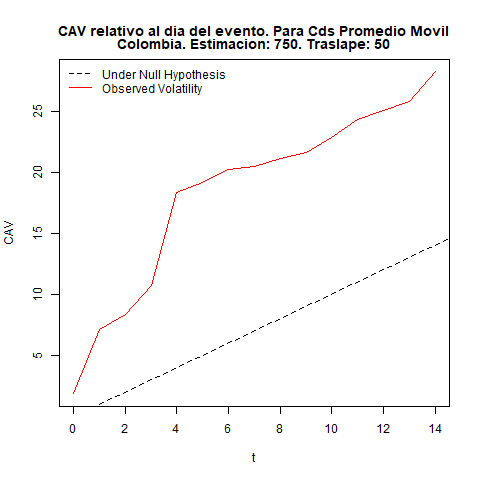 CAV relativo al dia del evento. Para Cds Promedio Movil
Colombia. Estimacion: 750. Traslape: 50
Under Null Hypothesis
Observed Volatility
25
20
15
10
5
CAV
0 2 4 6 8 10 12 14
t